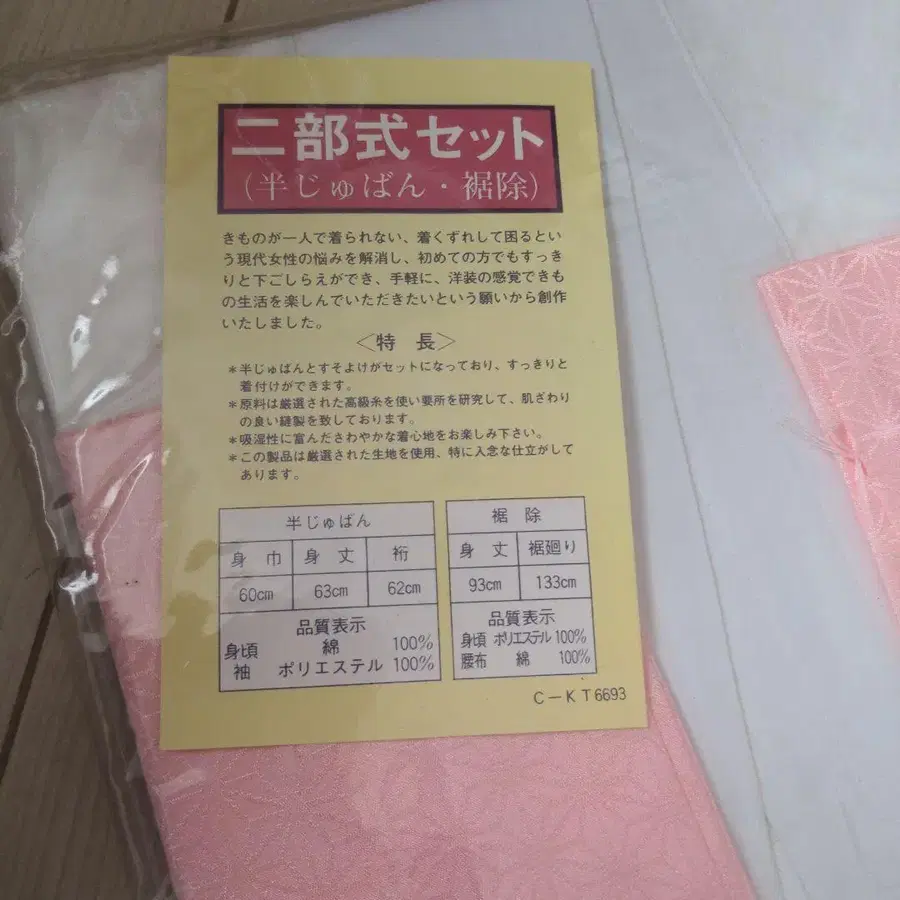 二部式セット
(半じゅばん・裾除)
きものが一人で着られない、着くずれして困るとい
う現代女性の悩みを解消し、初めての方でもすっき
りと下ごしらえができ、手軽に、洋装の感覚できも
の生活を楽しんでいただきたいという願いから創作
いたしました。
<特 長>
*半じゅばんとすそよけがセットになっており、すっきりと
着付けができます。
*原料は厳選された高級糸を使い要所を研究して、肌ざわり
の良い縫製を致しております。
*吸湿性に富んださわやかな着心地をお楽しみ下さい。
*この製品は厳選された生地を使用、特に入念な仕立がして
あります。
半じゅばん
身 巾 身 丈 裄
60cm 63cm 62cm
品質表示
身頃 綿 100%
袖 ポリエステル 100%
裾 除
身 丈 裾廻り
93cm 133cm
品質表示
身頃 ポリエステル 100%
腰布 綿 100%
C-KT6693